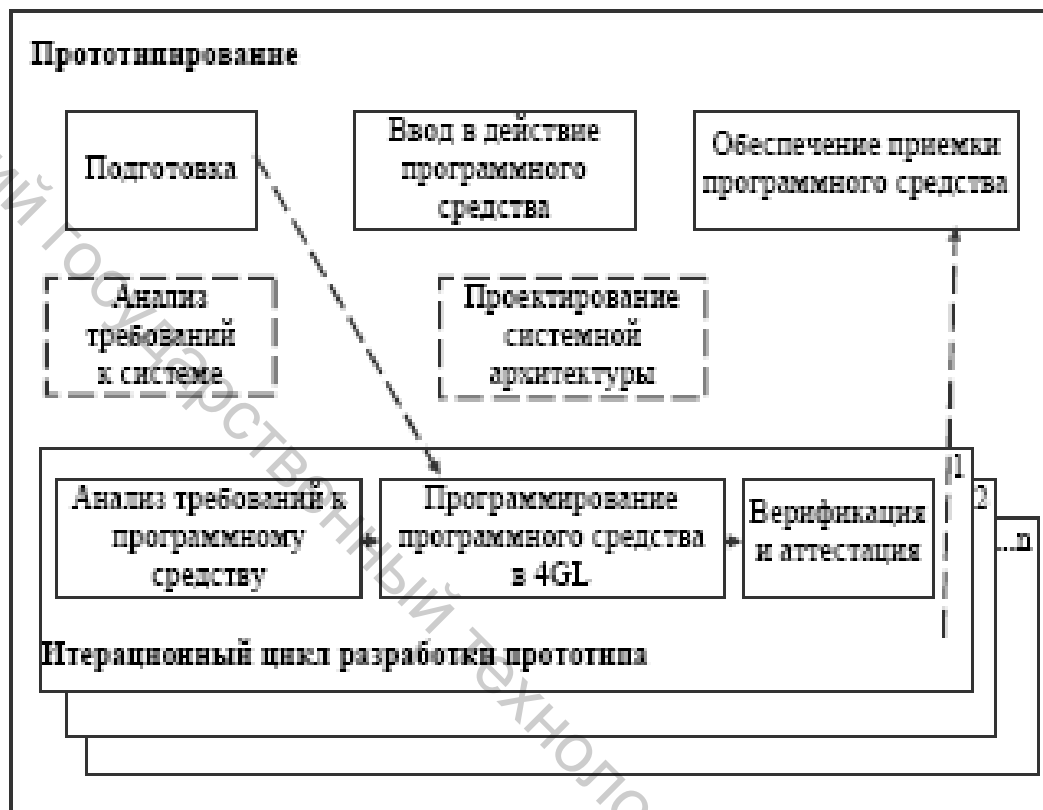 Прототипирование
Подготовка
Ввод в действие
программного
средства
Обеспечение приемки
программного средства
Анализ
требований
к системе
Проектирование
системной
архитектуры
1
2
...n
Анализ требований к
программному
средству
Программирование
программного средства
в 4GL
Верификация
и аттестация
Итерационный цикл разработки прототипа
государственный